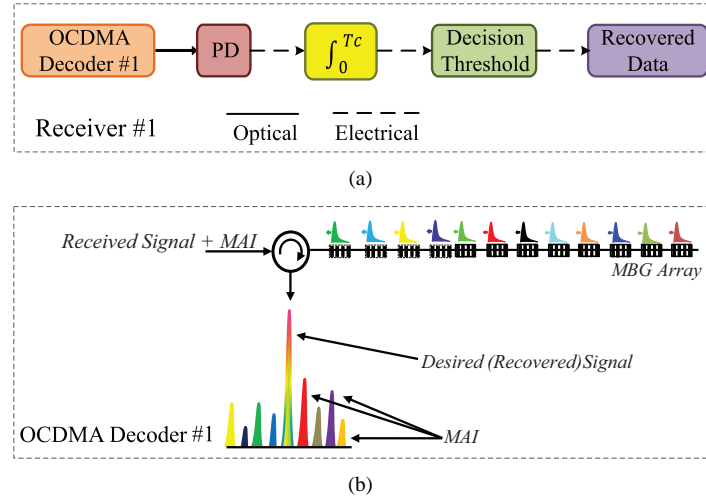 OCDMA
Decoder #1
PD
∫₀ᵀᶜ
Decision
Threshold
Recovered
Data
Receiver #1
Optical
Electrical
(a)
Received Signal + MAI
MBG Array
Desired (Recovered)Signal
OCDMA Decoder #1
MAI
(b)